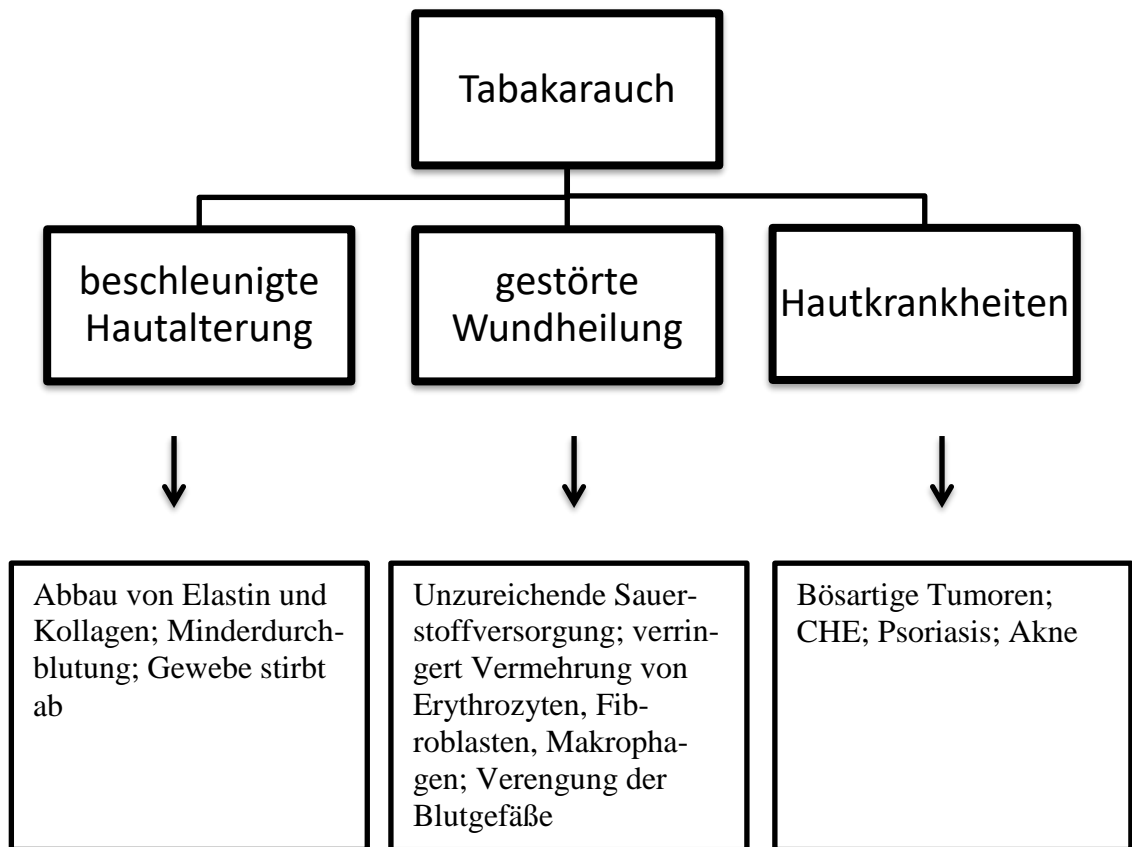 Tabakarauch
beschleunigte
Hautalterung
gestörte
Wundheilung
Hautkrankheiten
Abbau von Elastin und
Kollagen; Minderdurch-
blutung; Gewebe stirbt
ab
Unzureichende Sauer-
stoffversorgung; verrin-
gert Vermehrung von
Erythrozyten, Fib-
roblasten, Makropha-
gen; Verengung der
Blutgefäße
Bösartige Tumoren;
CHE; Psoriasis; Akne